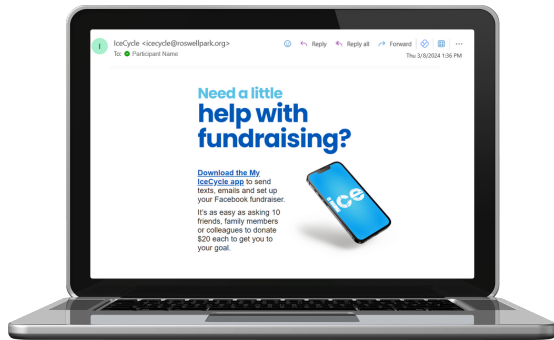 I
IceCycle <icecycle@roswellpark.org>
To: Participant Name
Reply
Reply all
Forward
Thu 3/8/2024 1:36 PM
Need a little
help with
fundraising?
Download the My
IceCycle app to send
texts, emails and set up
your Facebook fundraiser.
It's as easy as asking 10
friends, family members
or colleagues to donate
$20 each to get you to
your goal.
ice